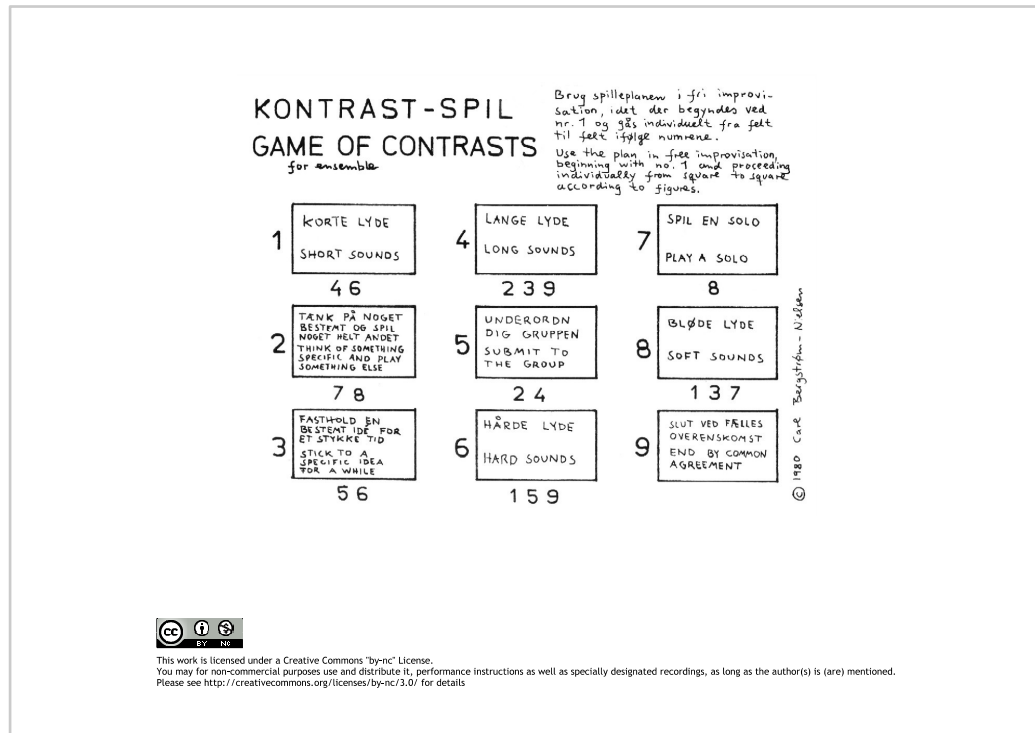 KONTRAST-SPIL
GAME OF CONTRASTS
for ensemble
Brug spilleplanen i fri improvi-
sation, idet der begyndes ved
nr. 1 og gås individuelt fra felt
til felt ifølge numrene.
Use the plan in free improvisation,
beginning with no. 1 and proceeding
individually from square to square
according to figures.
1
KORTE LYDE
SHORT SOUNDS
4 6
2
TÆNK PÅ NOGET
BESTEMT OG SPIL
NOGET HELT ANDET
THINK OF SOMETHING
SPECIFIC AND PLAY
SOMETHING ELSE
7 8
3
FASTHOLD EN
BESTEMT IDE FOR
ET STYKKE TID
STICK TO A
SPECIFIC IDEA
FOR A WHILE
5 6
4
LANGE LYDE
LONG SOUNDS
2 3 9
5
UNDERORDN
DIG GRUPPEN
SUBMIT TO
THE GROUP
2 4
6
HÅRDE LYDE
HARD SOUNDS
1 5 9
7
SPIL EN SOLO
PLAY A SOLO
8
8
BLØDE LYDE
SOFT SOUNDS
1 3 7
9
SLUT VED FÆLLES
OVERENSKOMST
END BY COMMON
AGREEMENT
© 1980 Carl Bergstrøm-Nielsen
cc
BY NC
This work is licensed under a Creative Commons "by-nc" License.
You may for non-commercial purposes use and distribute it, performance instructions as well as specially designated recordings, as long as the author(s) is (are) mentioned.
Please see http://creativecommons.org/licenses/by-nc/3.0/ for details